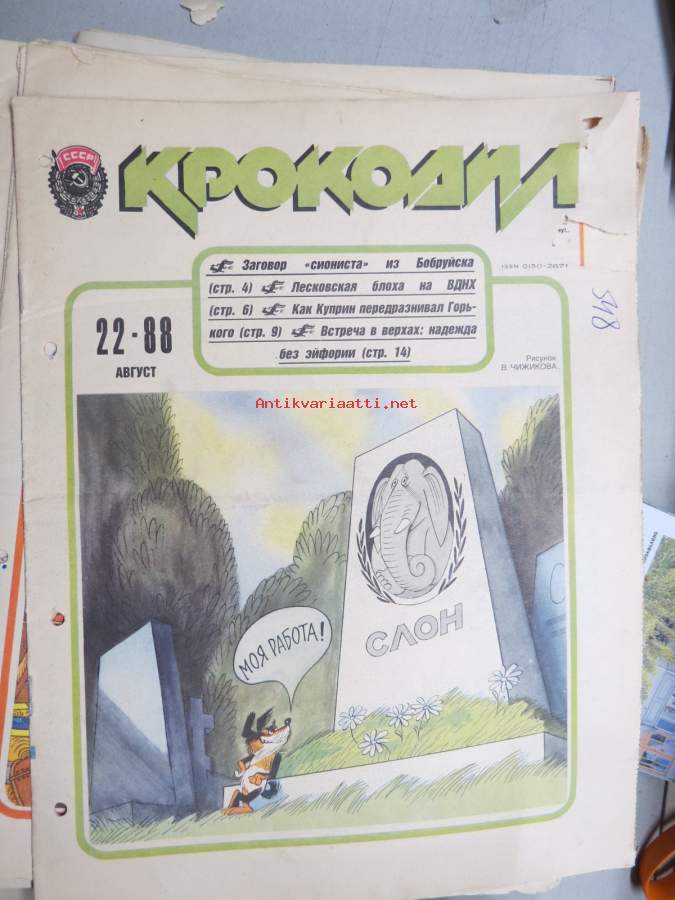 СССР
КРОКОДИЛ
Заговор «сиониста» из Бобруйска
(стр. 4) Лесковская блоха на ВДНХ
(стр. 6) Как Куприн передразнивал Горь-
кого (стр. 9) Встреча в верхах: надежда
без эйфории (стр. 14)
ISSN 0130-2671
548
22-88
АВГУСТ
Рисунок
В. ЧИЖИКОВА.
Antikvariaatti.net
СЛОН
МОЯ РАБОТА!